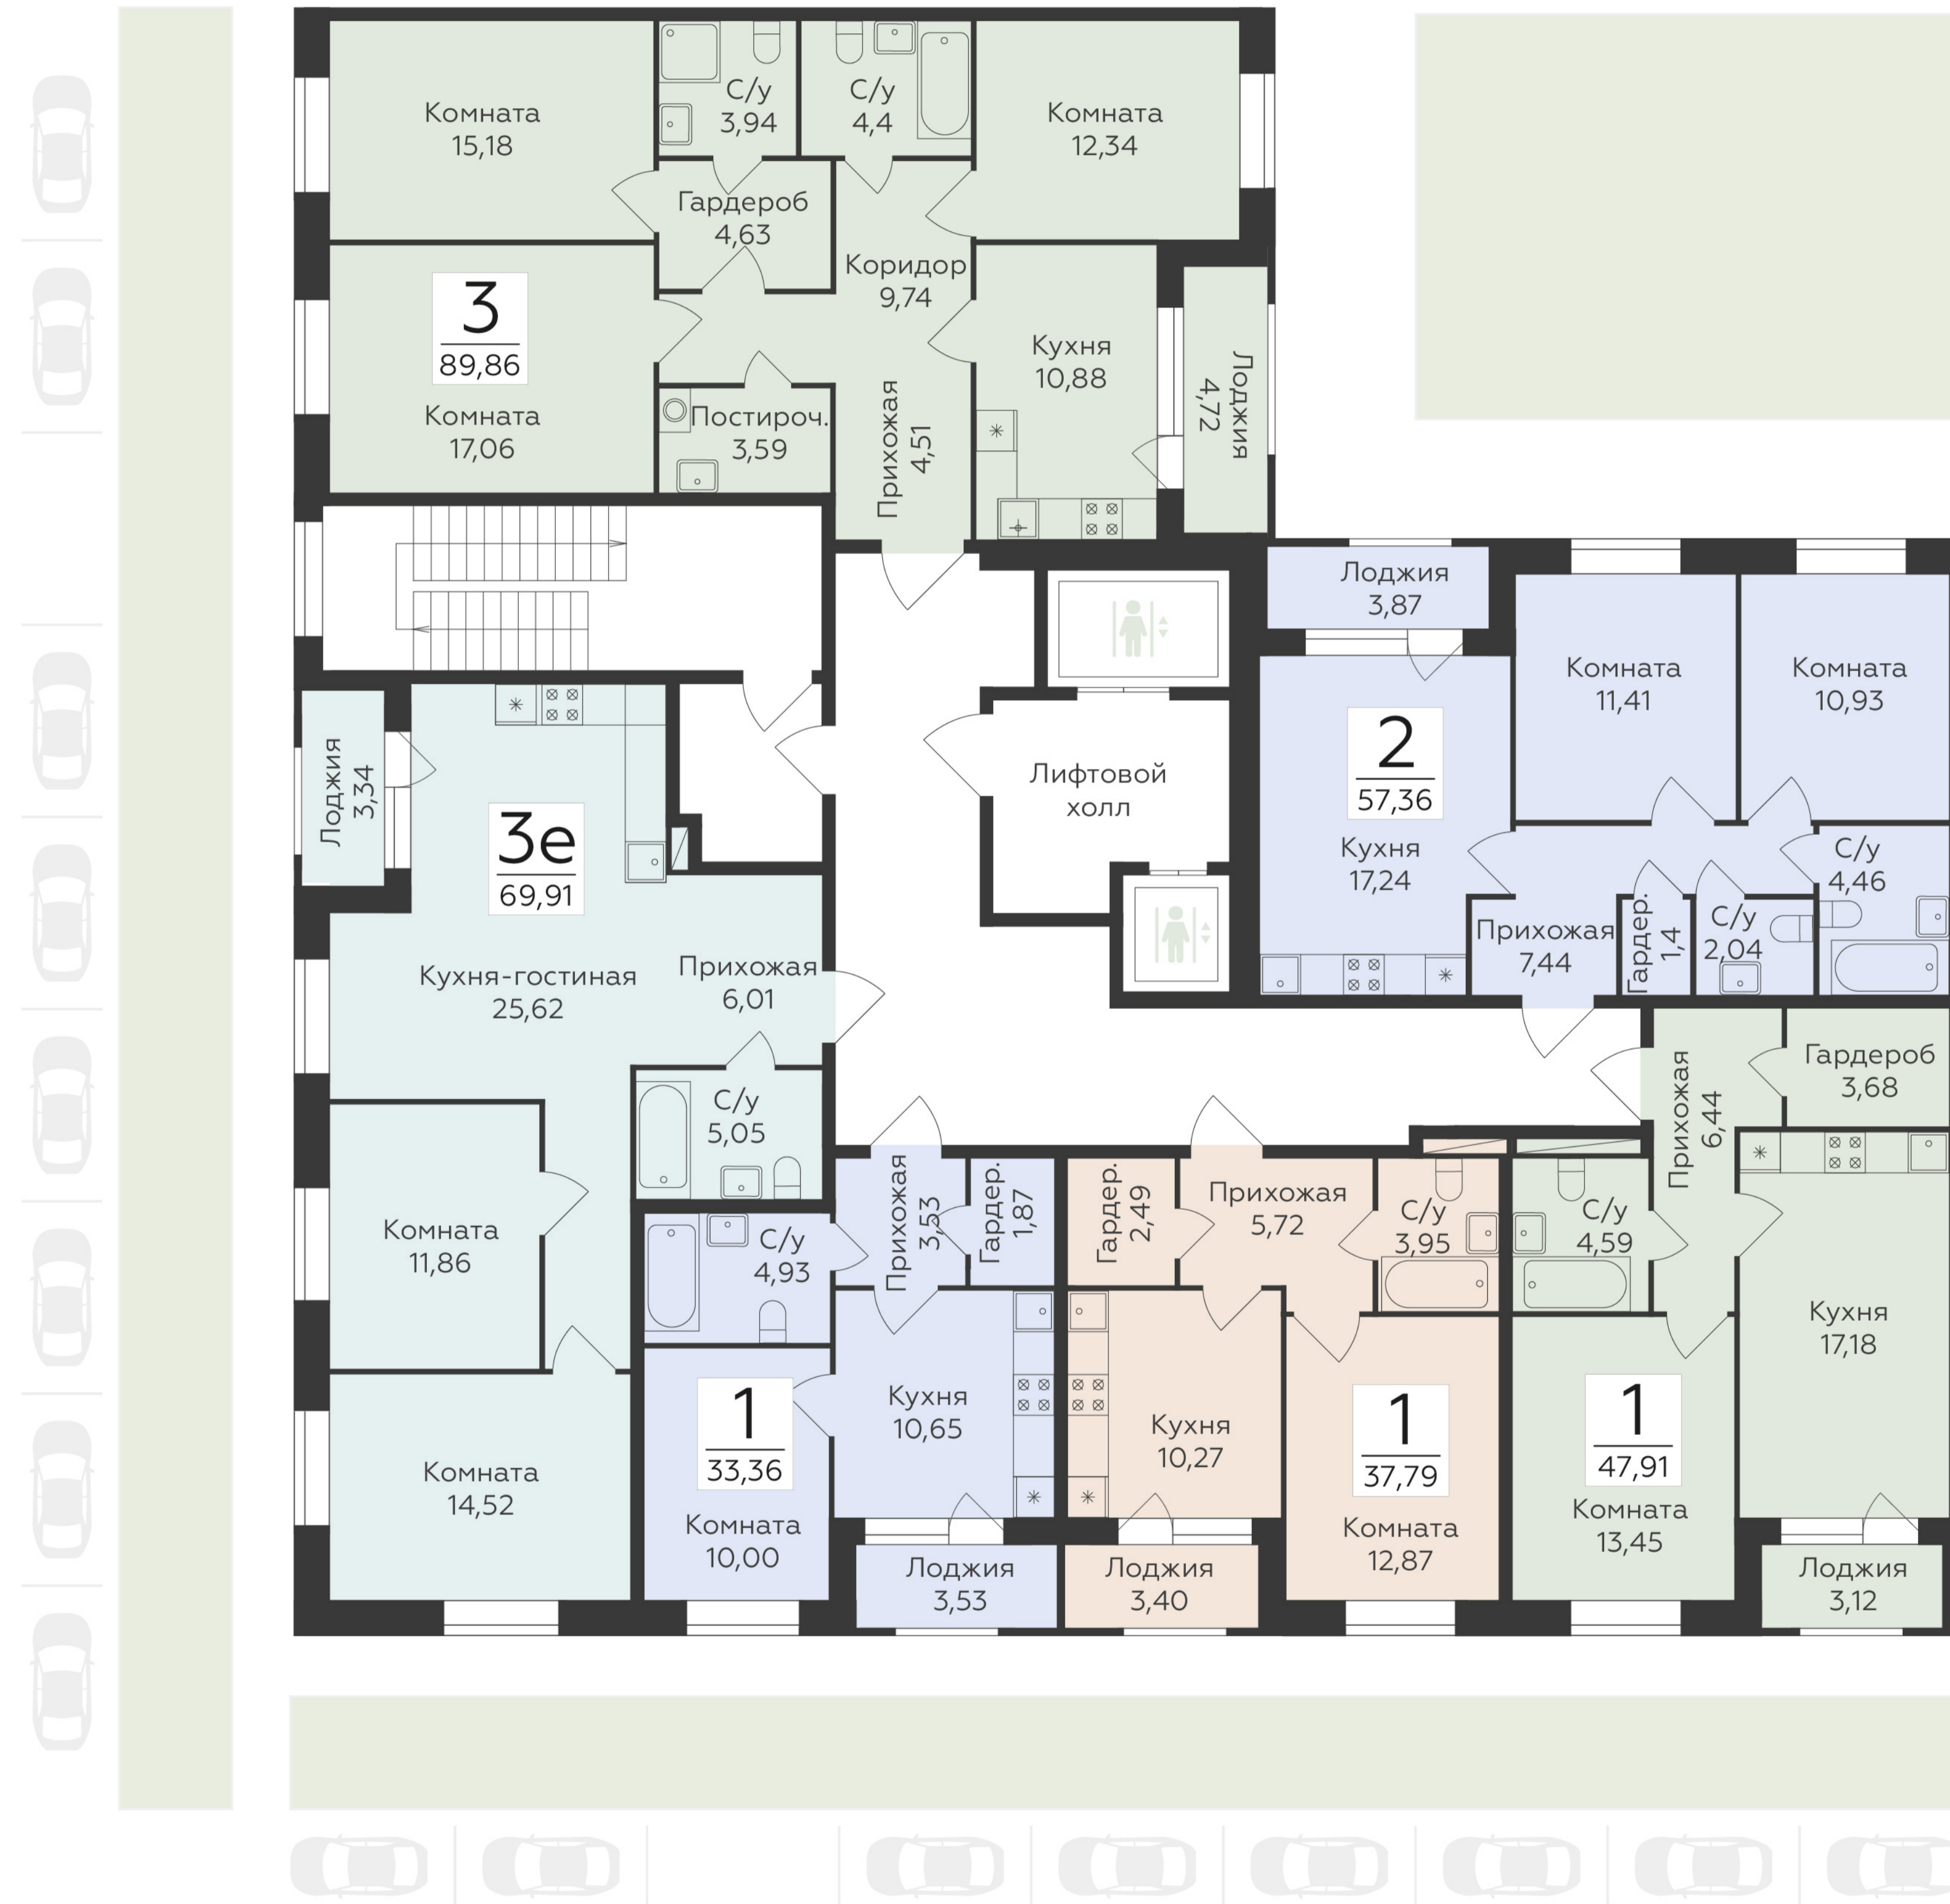 Комната
15,18
С/у
3,94
С/у
4,4
Комната
12,34
Гардероб
4,63
Коридор
9,74
3
89,86
Комната
17,06
Постироч.
3,59
Прихожая
4,51
Кухня
10,88
Лоджия
4,72
Лоджия
3,87
Комната
11,41
Комната
10,93
2
57,36
Кухня
17,24
Прихожая
7,44
Гардер.
1,4
С/у
2,04
С/у
4,46
Лифтовой
холл
Лоджия
3,34
3е
69,91
Кухня-гостиная
25,62
Прихожая
6,01
С/у
5,05
Комната
11,86
Комната
14,52
Прихожая
3,53
Гардер.
1,87
С/у
4,93
Кухня
10,65
1
33,36
Комната
10,00
Лоджия
3,53
Гардер.
2,49
Прихожая
5,72
С/у
3,95
Кухня
10,27
1
37,79
Комната
12,87
Лоджия
3,40
Прихожая
6,44
Гардероб
3,68
С/у
4,59
Кухня
17,18
1
47,91
Комната
13,45
Лоджия
3,12